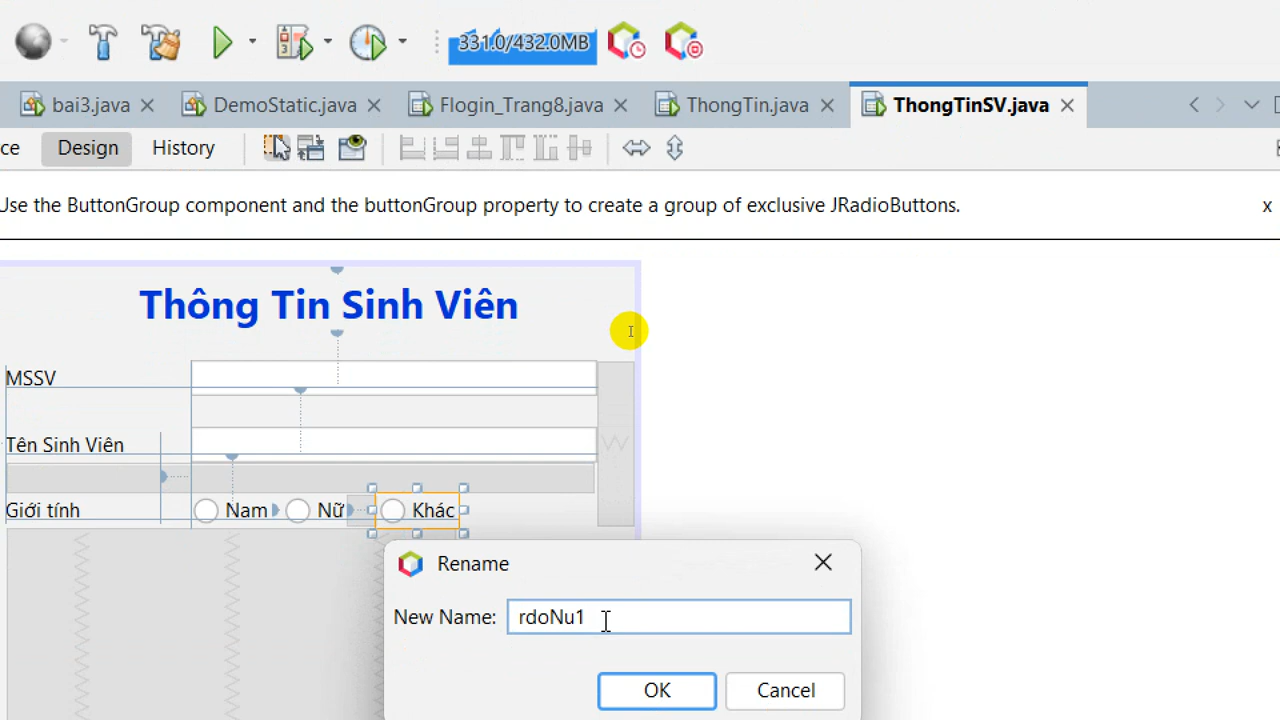 331.0/432.0MB
bai3.java DemoStatic.java Flogin_Trang8.java ThongTin.java ThongTinSV.java
ce Design History
Use the ButtonGroup component and the buttonGroup property to create a group of exclusive JRadioButtons. x
Thông Tin Sinh Viên
MSSV
Tên Sinh Viên
Giới tính Nam Nữ Khác
Rename
New Name: rdoNu1
OK Cancel